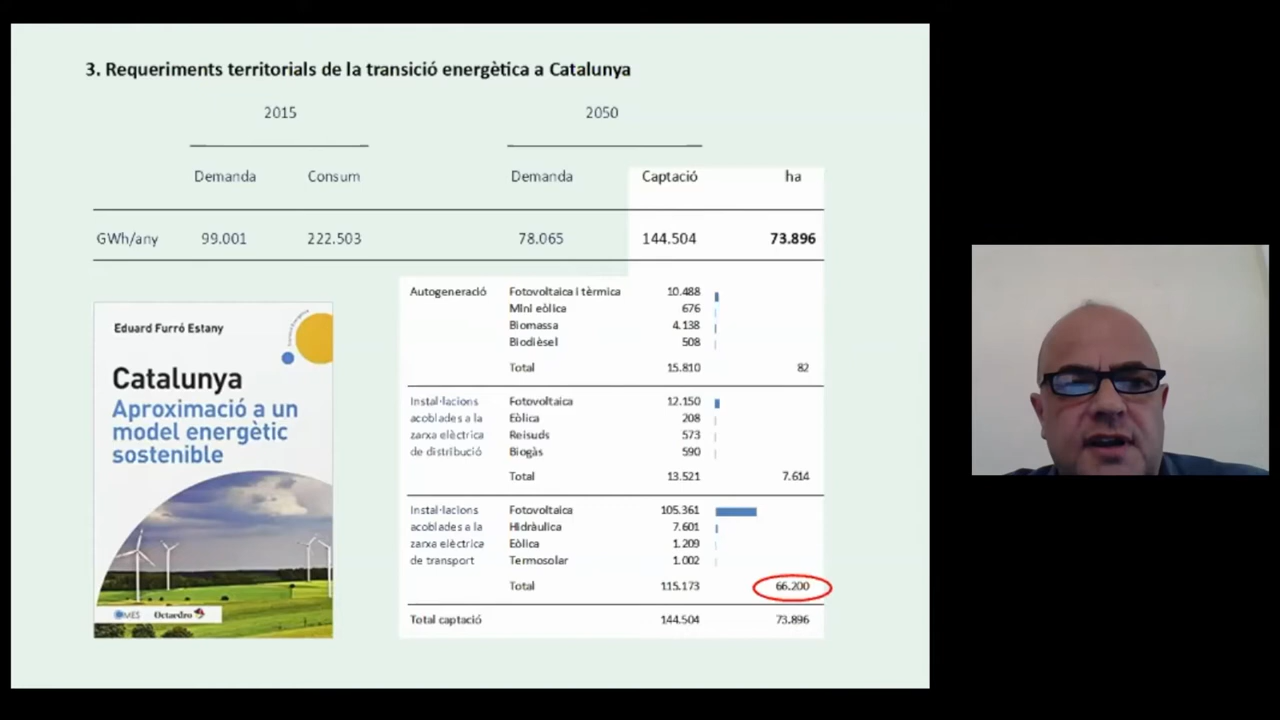 3. Requeriments territorials de la transició energètica a Catalunya
2015
2050
Demanda
Consum
Demanda
Captació
ha
GWh/any
99.001
222.503
78.065
144.504
73.896
Eduard Furró Estany
Catalunya
Aproximació a un
model energètic
sostenible
Octaedro
Autogeneració Fotovoltaica i tèrmica 10.488
Mini eòlica 676
Biomassa 4.138
Biodièsel 508
Total 15.810 82
Instal·lacions Fotovoltaica 12.150
acoblades a la Eòlica 208
zarxa elèctrica Reisuds 573
de distribució Biogàs 590
Total 13.521 7.614
Instal·lacions Fotovoltaica 105.361
acoblades a la Hidràulica 7.601
zarxa elèctrica Eòlica 1.209
de transport Termosolar 1.002
Total 115.173 66.200
Total captació 144.504 73.896